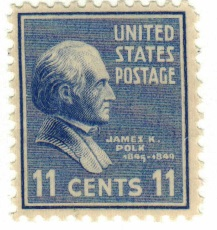 UNITED
STATES
POSTAGE
JAMES K.
POLK
1845-1849
11 CENTS 11